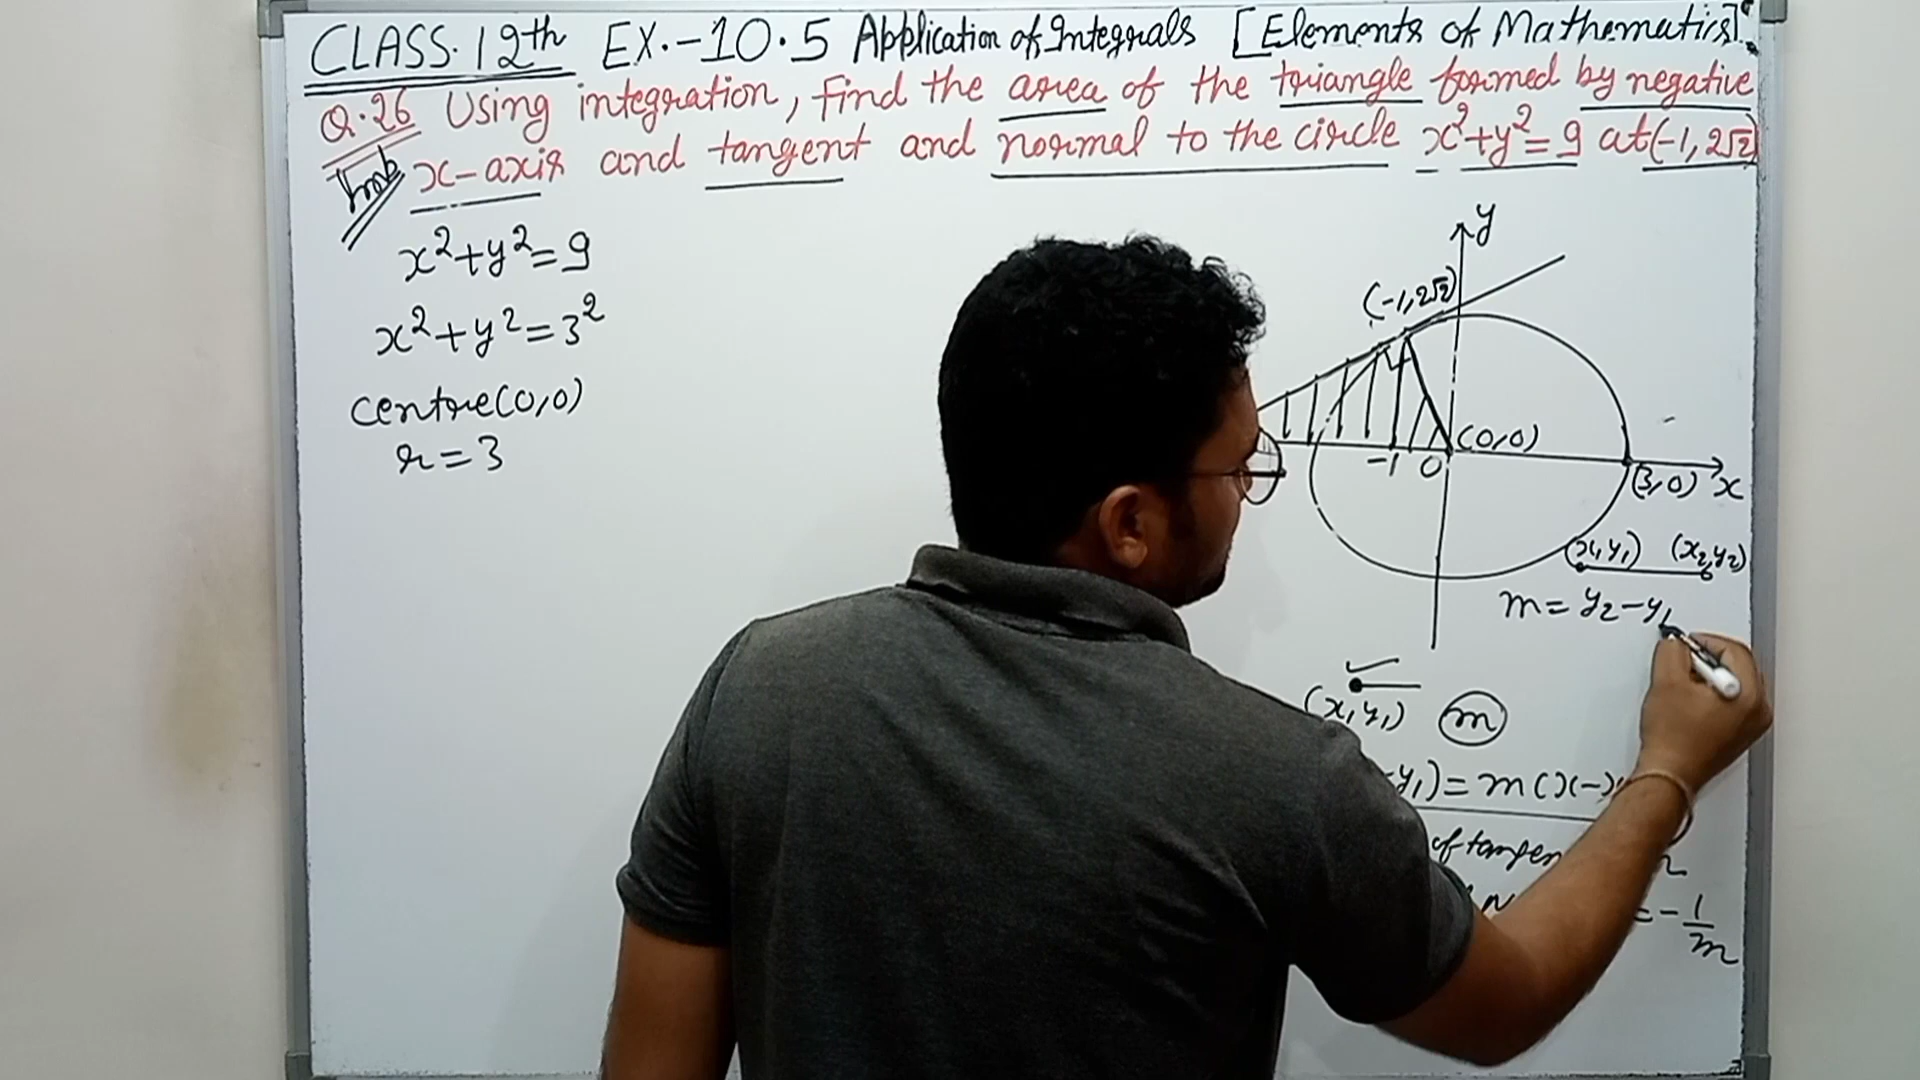 CLASS. 12th EX.-10.5 Application of Integrals [Elements of Mathematics]
Q.26 Using integration, find the area of the triangle formed by negative
Imb x-axis and tangent and normal to the circle x²+y²=9 at(-1,2√2)
x²+y²=9
x²+y²=3²
centre(0,0)
r=3
y
(-1,2√2)
(0,0)
-1 0
(3,0) x
(x₁,y₁) (x₂,y₂)
m=y₂-y₁
(x₁,y₁) m
y₁)=m(x-
of tangen
=-1/m